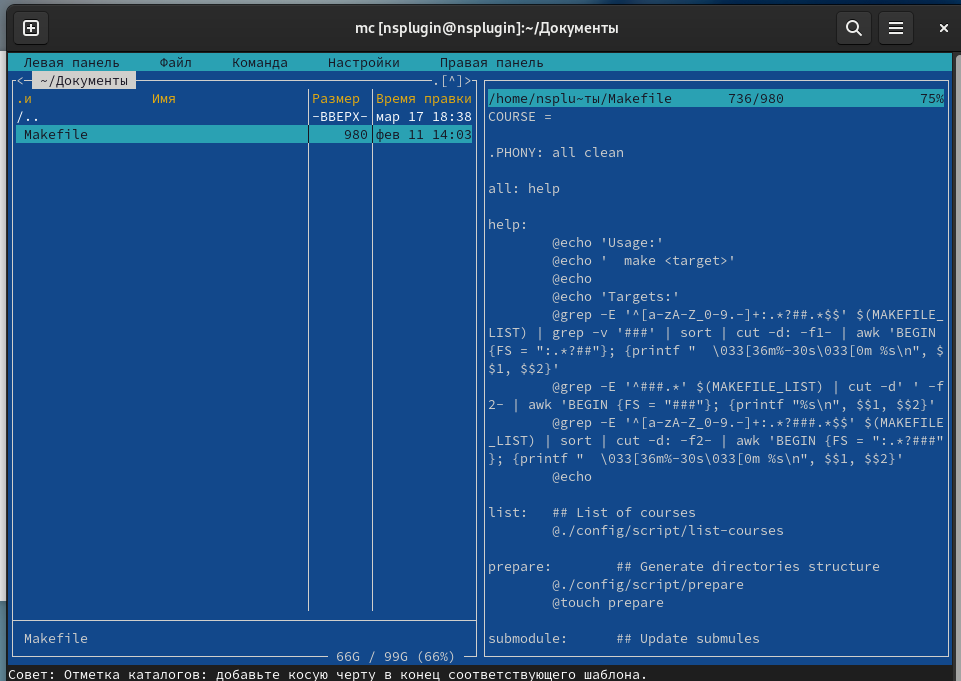 mc [nsplugin@nsplugin]:~/Документы
Левая панель Файл Команда Настройки Правая панель
<─ ~/Документы .[^]>
.и Имя Размер Время правки
/.. -ВВЕРХ- мар 17 18:38
Makefile 980 фев 11 14:03
Makefile
66G / 99G (66%)
/home/nsplu~ты/Makefile 736/980 75%
COURSE =
.PHONY: all clean
all: help
help:
@echo 'Usage:'
@echo '  make <target>'
@echo
@echo 'Targets:'
@grep -E '^[a-zA-Z_0-9.-]+:.*?##.*$$' $(MAKEFILE_
LIST) | grep -v '###' | sort | cut -d: -f1- | awk 'BEGIN
{FS = ":.*?##"}; {printf "  \033[36m%-30s\033[0m %s\n", $
$1, $$2}'
@grep -E '^###.*' $(MAKEFILE_LIST) | cut -d' ' -f
2- | awk 'BEGIN {FS = "###"}; {printf "%s\n", $$1, $$2}'
@grep -E '^[a-zA-Z_0-9.-]+:.*?###.*$$' $(MAKEFILE
_LIST) | sort | cut -d: -f2- | awk 'BEGIN {FS = ":.*?###"
}; {printf "  \033[36m%-30s\033[0m %s\n", $$1, $$2}'
@echo
list: ## List of courses
@./config/script/list-courses
prepare: ## Generate directories structure
@./config/script/prepare
@touch prepare
submodule: ## Update submules
Совет: Отметка каталогов: добавьте косую черту в конец соответствующего шаблона.